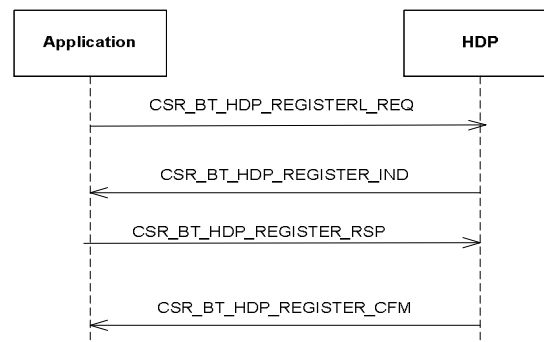 Application
HDP
CSR_BT_HDP_REGISTERL_REQ
CSR_BT_HDP_REGISTER_IND
CSR_BT_HDP_REGISTER_RSP
CSR_BT_HDP_REGISTER_CFM